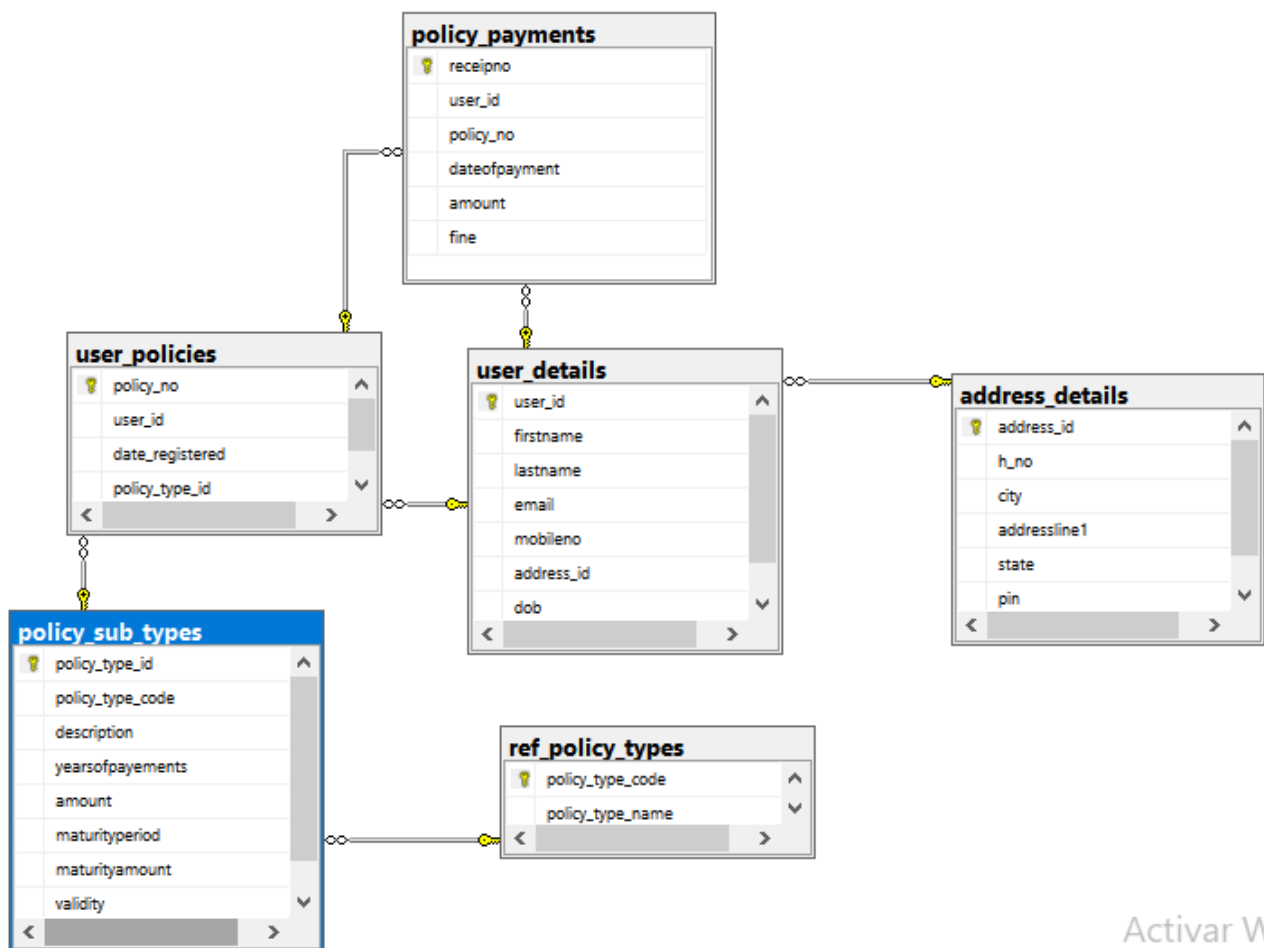 policy_payments
receipno
user_id
policy_no
dateofpayment
amount
fine
user_policies
policy_no
user_id
date_registered
policy_type_id
user_details
user_id
firstname
lastname
email
mobileno
address_id
dob
address_details
address_id
h_no
city
addressline1
state
pin
policy_sub_types
policy_type_id
policy_type_code
description
yearsofpayements
amount
maturityperiod
maturityamount
validity
ref_policy_types
policy_type_code
policy_type_name
Activar W